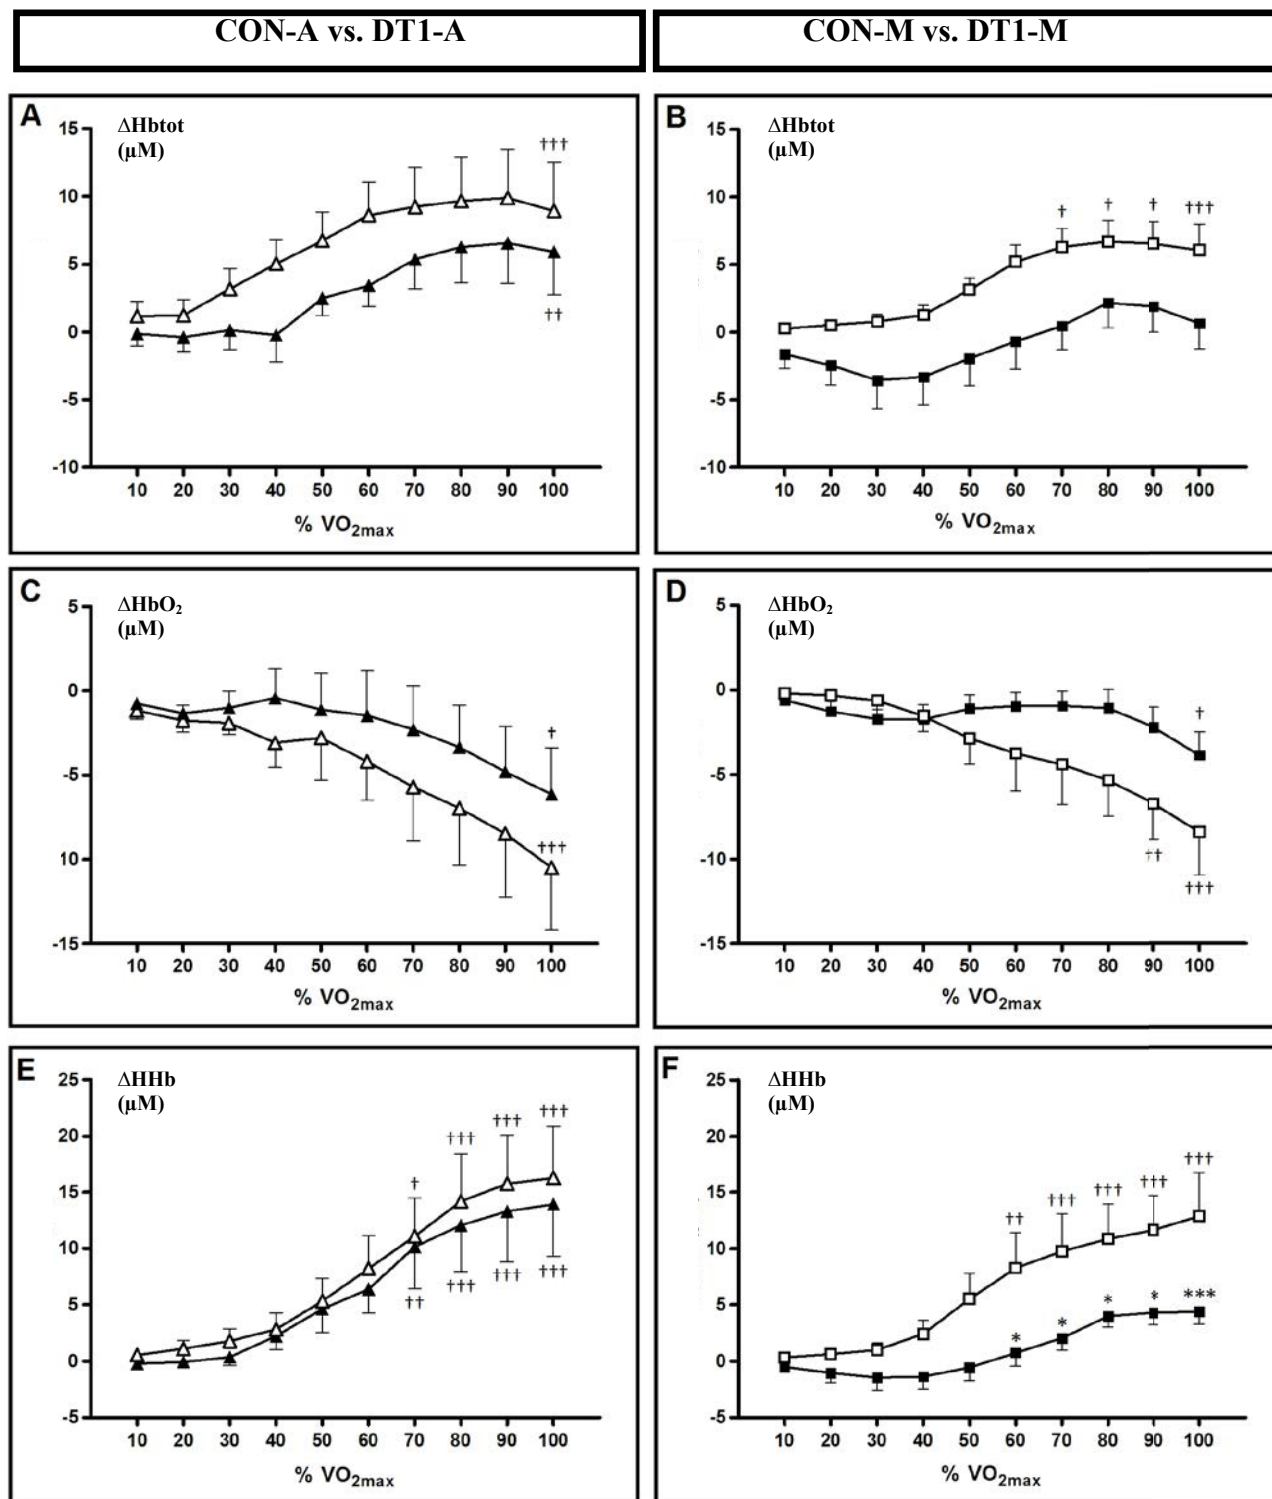 CON-A vs. DT1-A
CON-M vs. DT1-M
A
ΔHbtot
(µM)
15
10
5
0
-5
-10
†††
††
10 20 30 40 50 60 70 80 90 100
% VO2max
B
ΔHbtot
(µM)
15
10
5
0
-5
-10
† † † †††
10 20 30 40 50 60 70 80 90 100
% VO2max
C
ΔHbO₂
(µM)
5
0
-5
-10
-15
†
†††
10 20 30 40 50 60 70 80 90 100
% VO2max
D
ΔHbO₂
(µM)
5
0
-5
-10
-15
†
††
†††
10 20 30 40 50 60 70 80 90 100
% VO2max
E
ΔHHb
(µM)
25
20
15
10
5
0
-5
† ††† ††† †††
†† ††† ††† †††
10 20 30 40 50 60 70 80 90 100
% VO2max
F
ΔHHb
(µM)
25
20
15
10
5
0
-5
†† ††† ††† ††† †††
* * * * ***
10 20 30 40 50 60 70 80 90 100
% VO2max